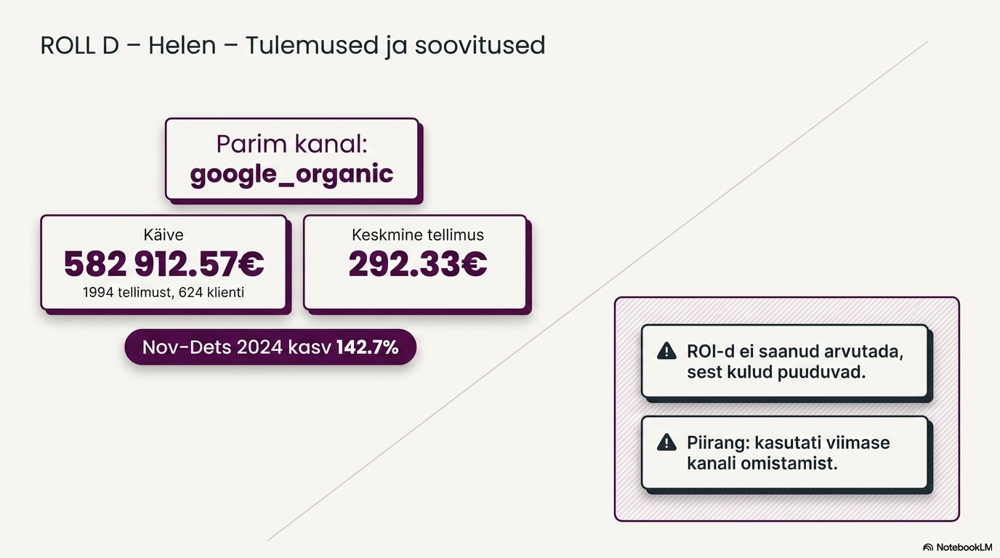 ROLL D – Helen – Tulemused ja soovitused
Parim kanal:
google_organic
Käive
582 912.57€
1994 tellimust, 624 klienti
Keskmine tellimus
292.33€
Nov-Dets 2024 kasv 142.7%
ROI-d ei saanud arvutada,
sest kulud puuduvad.
Piirang: kasutati viimase
kanali omistamist.
NotebookLM